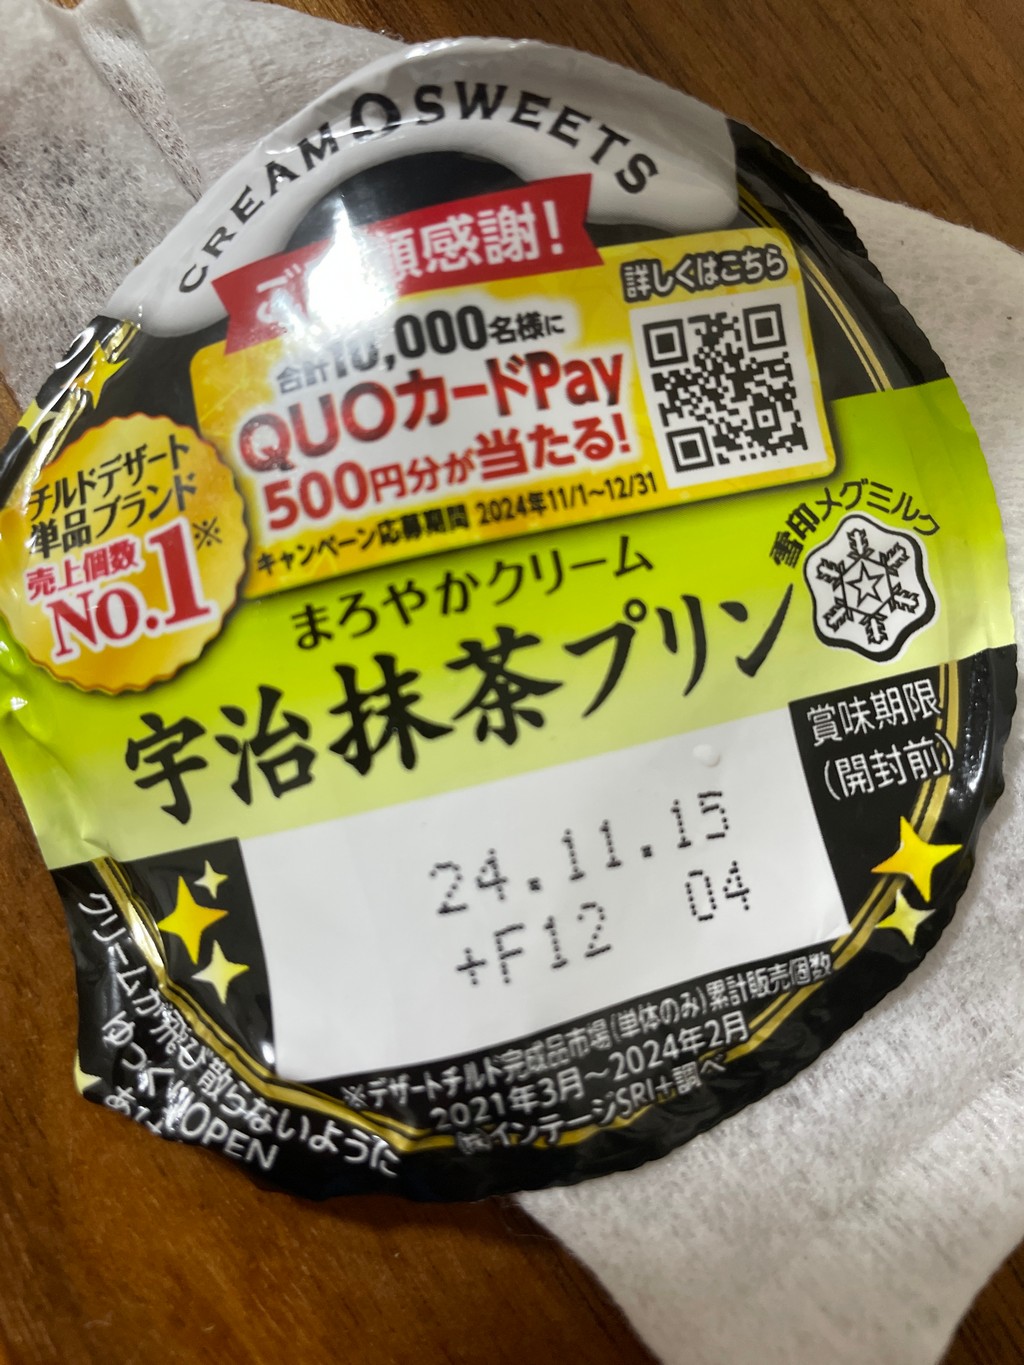 CREAM SWEETS
感謝!
詳しくはこちら
合計10,000名様に
QUOカードPay
500円分が当たる!
キャンペーン応募期間 2024年11/1~12/31
チルドデザート
単品ブランド
売上個数
No.1※
雪印メグミルク
まろやかクリーム
宇治抹茶プリン
賞味期限
(開封前)
24.11.15
+F12 04
※デザートチルド完成品市場(単体のみ)累計販売個数
2021年3月~2024年2月
㈱インテージSRI+調べ
クリームが飛び散らないように
ゆっくりOPEN